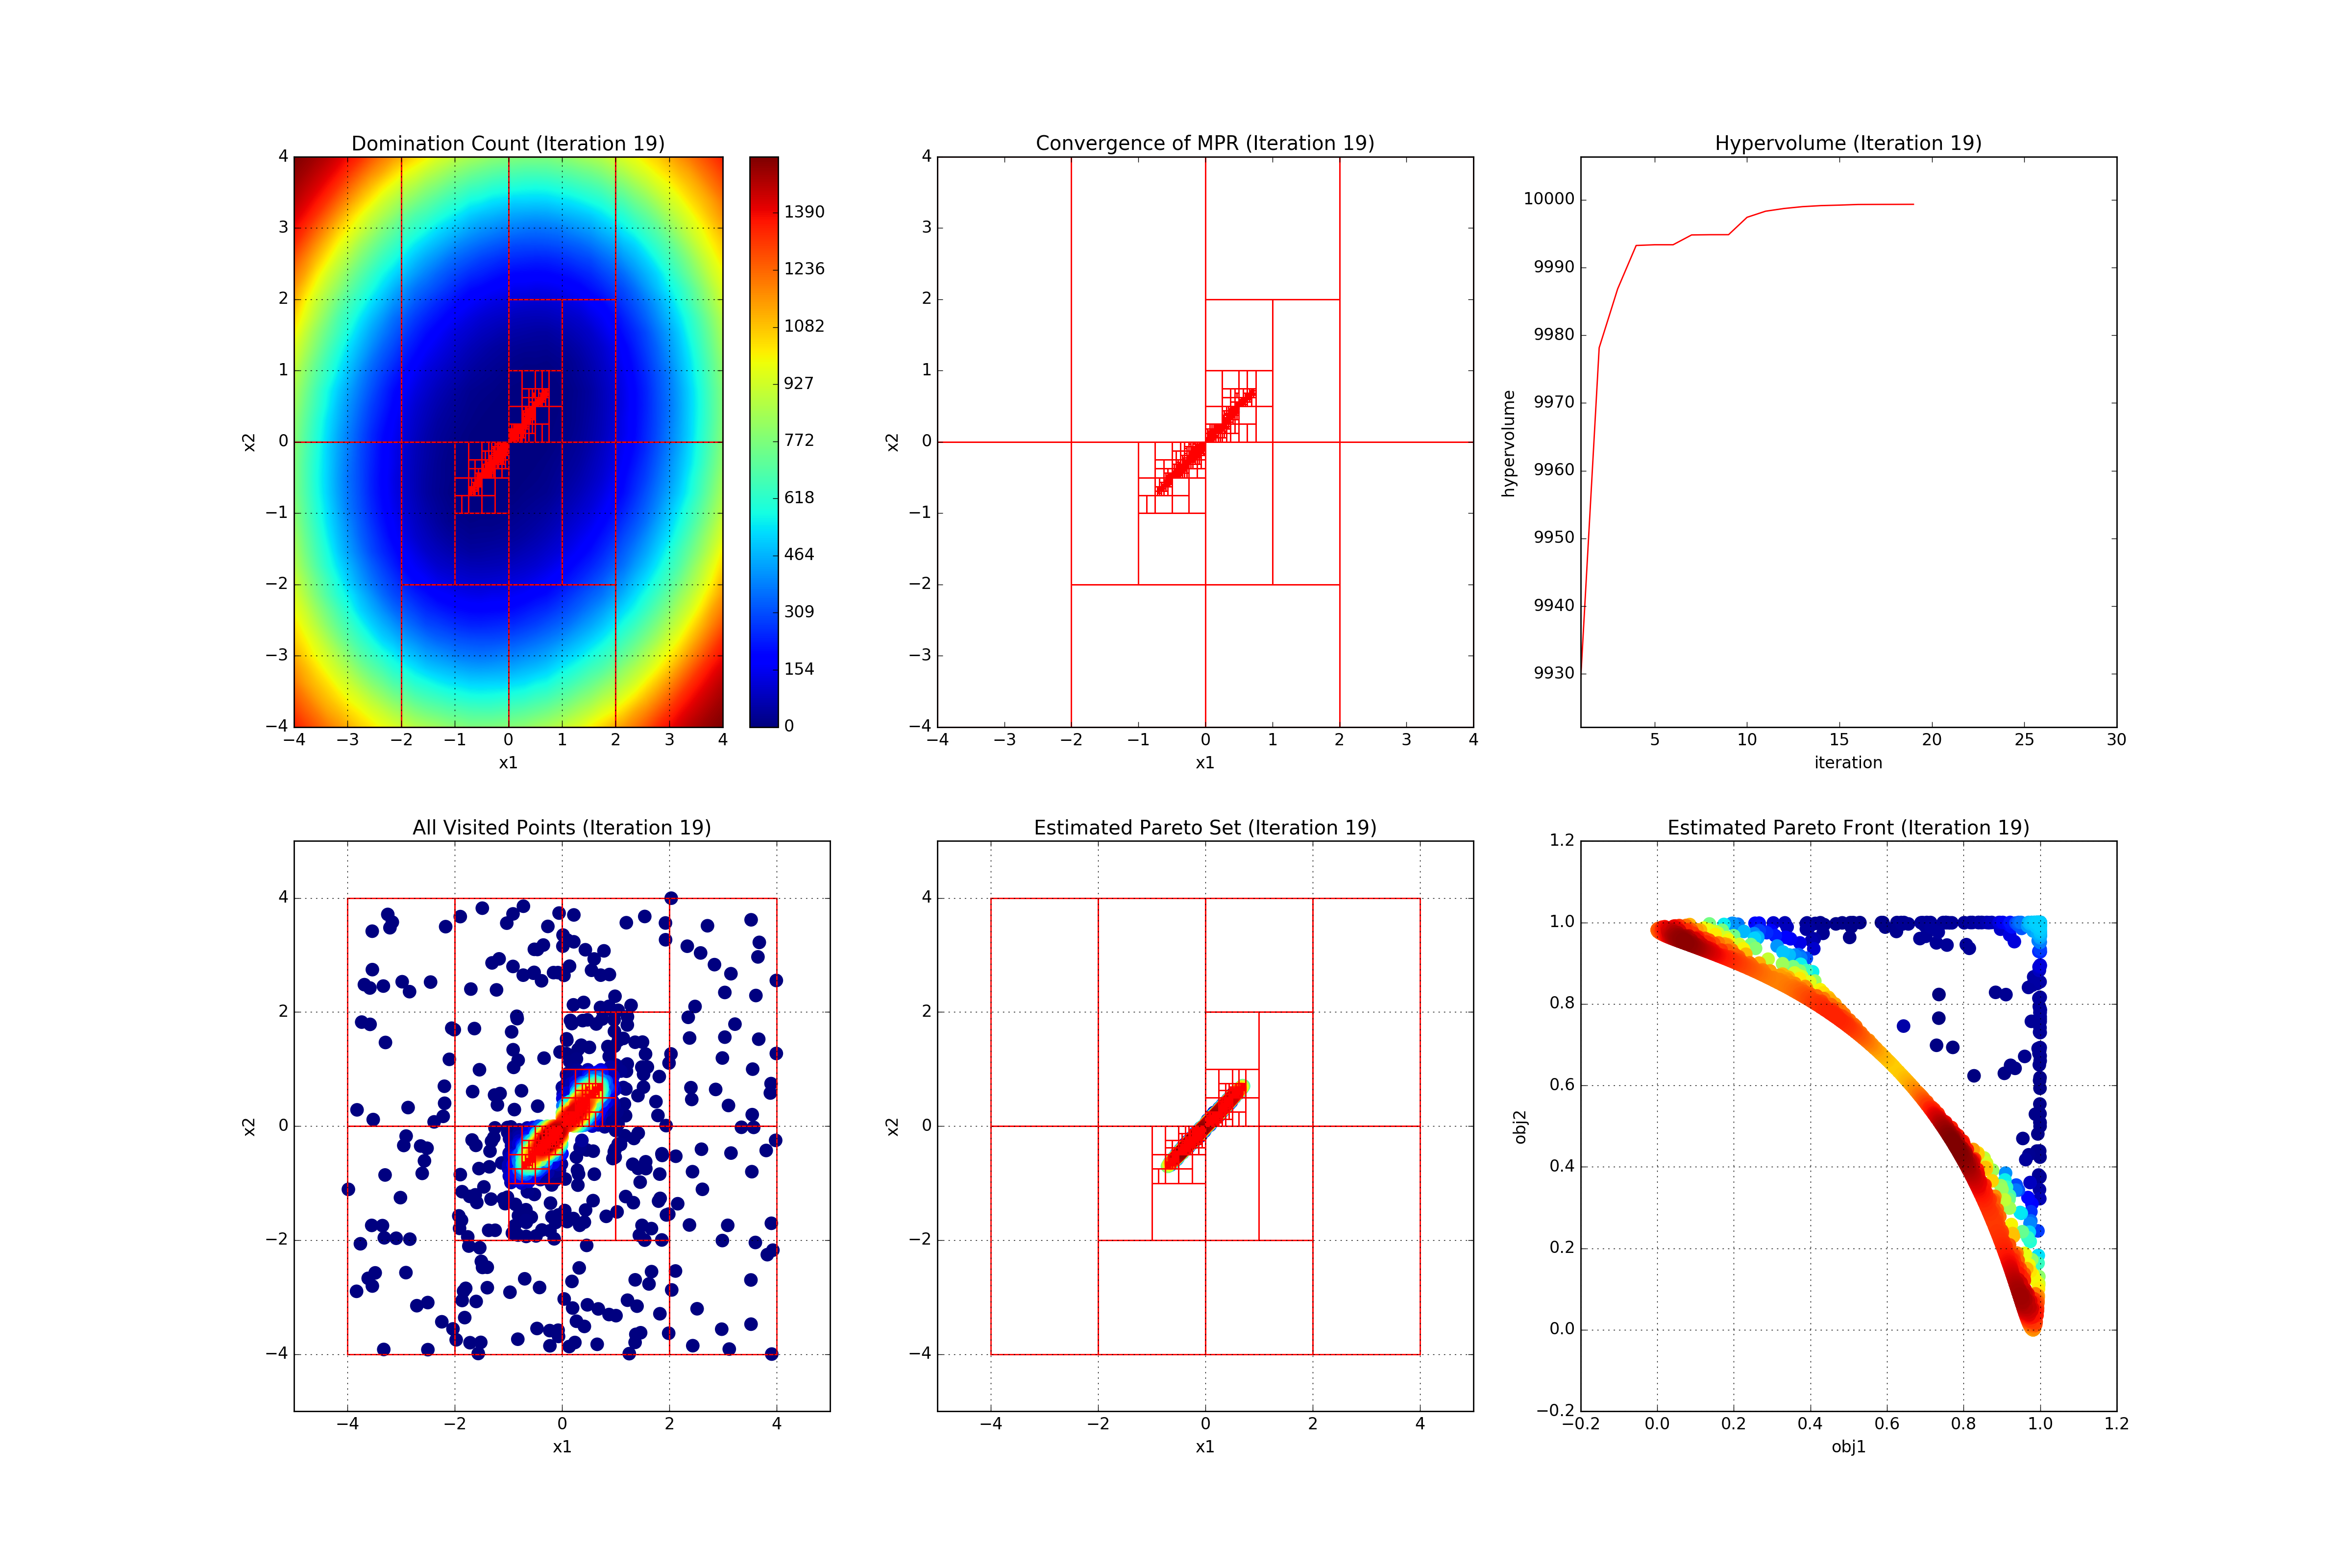 Domination Count (Iteration 19)
4
3
2
1
0
−1
−2
−3
−4
x2
−4 −3 −2 −1 0 1 2 3 4
x1
1390
1236
1082
927
772
618
464
309
154
0
Convergence of MPR (Iteration 19)
4
3
2
1
0
−1
−2
−3
−4
x2
−4 −3 −2 −1 0 1 2 3 4
x1
Hypervolume (Iteration 19)
10000
9990
9980
9970
9960
9950
9940
9930
hypervolume
5 10 15 20 25 30
iteration
All Visited Points (Iteration 19)
4
2
0
−2
−4
x2
−4 −2 0 2 4
x1
Estimated Pareto Set (Iteration 19)
4
2
0
−2
−4
x2
−4 −2 0 2 4
x1
Estimated Pareto Front (Iteration 19)
1.2
1.0
0.8
0.6
0.4
0.2
0.0
−0.2
obj2
−0.2 0.0 0.2 0.4 0.6 0.8 1.0 1.2
obj1